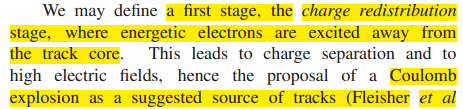 We may define a first stage, the charge redistribution
stage, where energetic electrons are excited away from
the track core. This leads to charge separation and to
high electric fields, hence the proposal of a Coulomb
explosion as a suggested source of tracks (Fleisher et al